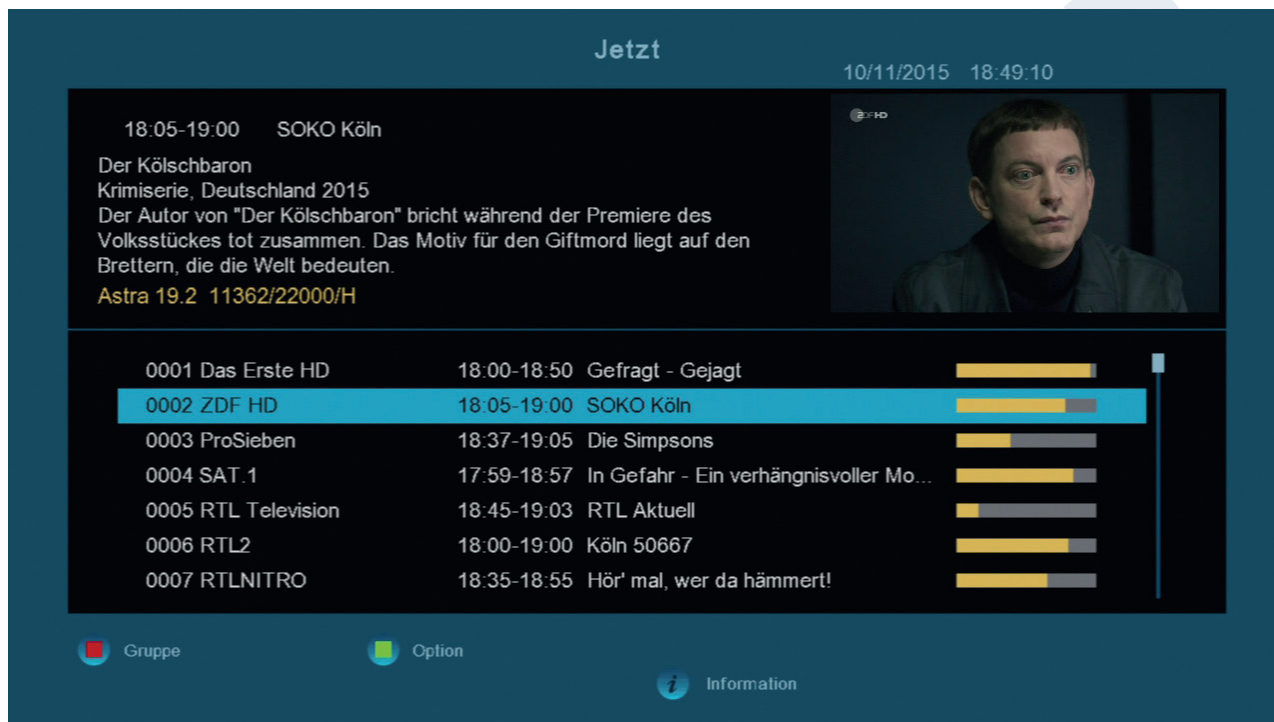 Jetzt
10/11/2015 18:49:10
18:05-19:00 SOKO Köln
ZDFHD
Der Kölschbaron
Krimiserie, Deutschland 2015
Der Autor von "Der Kölschbaron" bricht während der Premiere des
Volksstückes tot zusammen. Das Motiv für den Giftmord liegt auf den
Brettern, die die Welt bedeuten.
Astra 19.2 11362/22000/H
0001 Das Erste HD 18:00-18:50 Gefragt - Gejagt
0002 ZDF HD 18:05-19:00 SOKO Köln
0003 ProSieben 18:37-19:05 Die Simpsons
0004 SAT.1 17:59-18:57 In Gefahr - Ein verhängnisvoller Mo...
0005 RTL Television 18:45-19:03 RTL Aktuell
0006 RTL2 18:00-19:00 Köln 50667
0007 RTLNITRO 18:35-18:55 Hör' mal, wer da hämmert!
Gruppe
Option
i Information